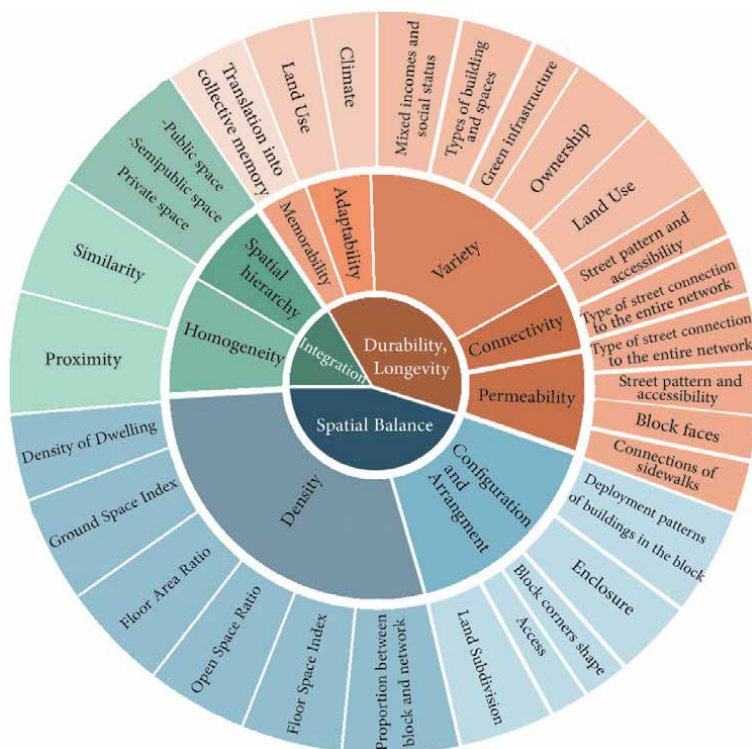 Durability,
Longevity
Integration
Spatial Balance
Memorability
Adaptability
Variety
Connectivity
Permeability
Configuration
and
Arrangment
Density
Homogeneity
Spatial
hierarchy
Translation into
collective memory
Land Use
Climate
Mixed incomes and
social status
Types of building
and spaces
Green infrastructure
Ownership
Land Use
Street pattern and
accessibility
Type of street connection
to the entire network
Type of street connection
to the entire network
Street pattern and
accessibility
Block faces
Connections of
sidewalks
Deployment patterns
of buildings in the block
Enclosure
Block corners shape
Access
Land Subdivision
Proportion between
block and network
Floor Space Index
Open Space Ratio
Floor Area Ratio
Ground Space Index
Density of Dwelling
Proximity
Similarity
-Public space
-Semipublic space
Private space